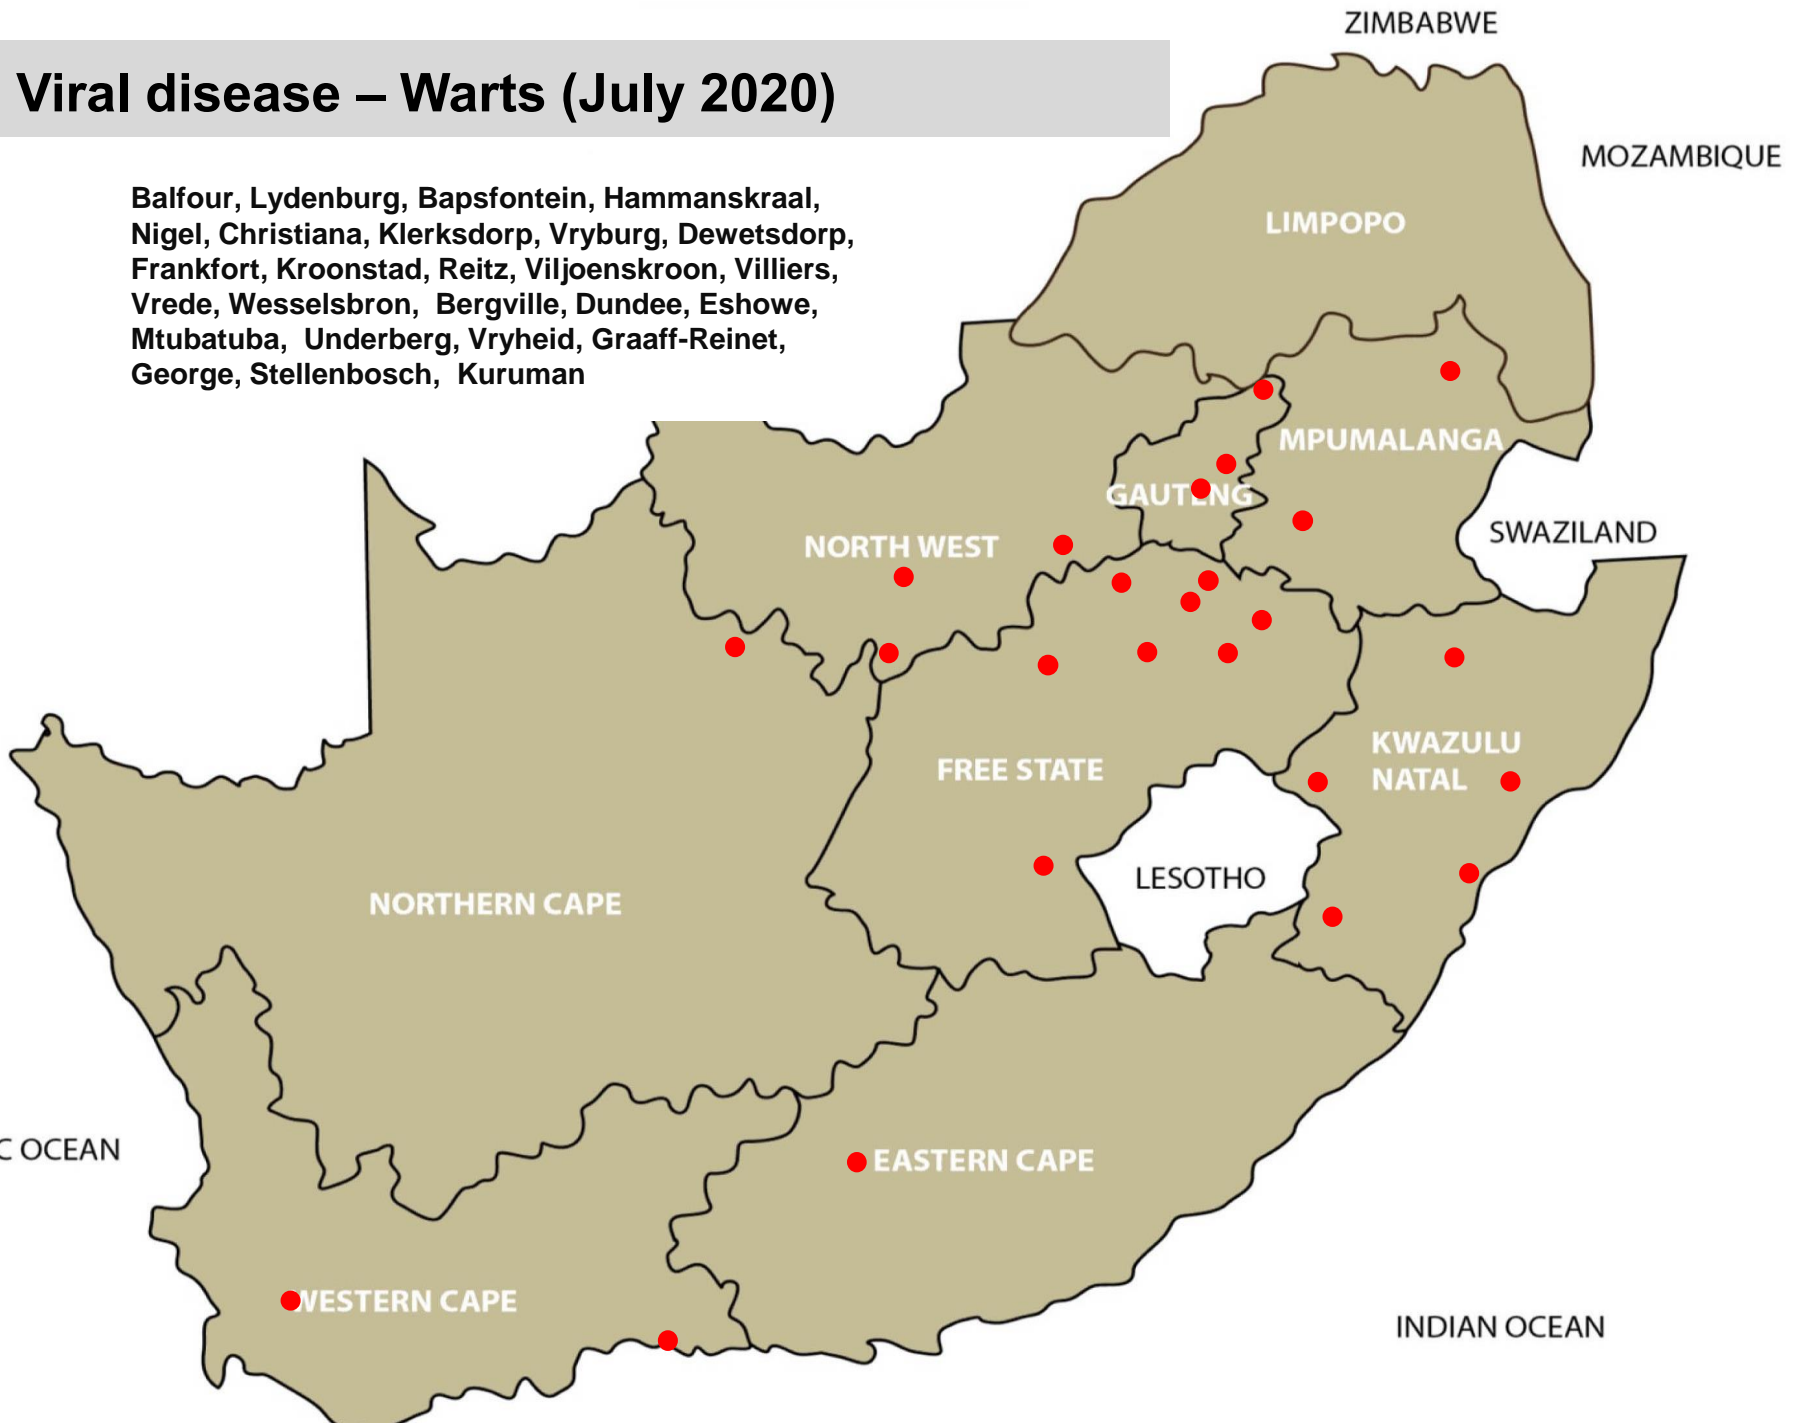 ZIMBABWE
Viral disease – Warts (July 2020)
MOZAMBIQUE
Balfour, Lydenburg, Bapsfontein, Hammanskraal,
Nigel, Christiana, Klerksdorp, Vryburg, Dewetsdorp,
Frankfort, Kroonstad, Reitz, Viljoenskroon, Villiers,
Vrede, Wesselsbron, Bergville, Dundee, Eshowe,
Mtubatuba, Underberg, Vryheid, Graaff-Reinet,
George, Stellenbosch, Kuruman
LIMPOPO
MPUMALANGA
GAUTENG
SWAZILAND
NORTH WEST
KWAZULU
NATAL
FREE STATE
LESOTHO
NORTHERN CAPE
C OCEAN
EASTERN CAPE
WESTERN CAPE
INDIAN OCEAN